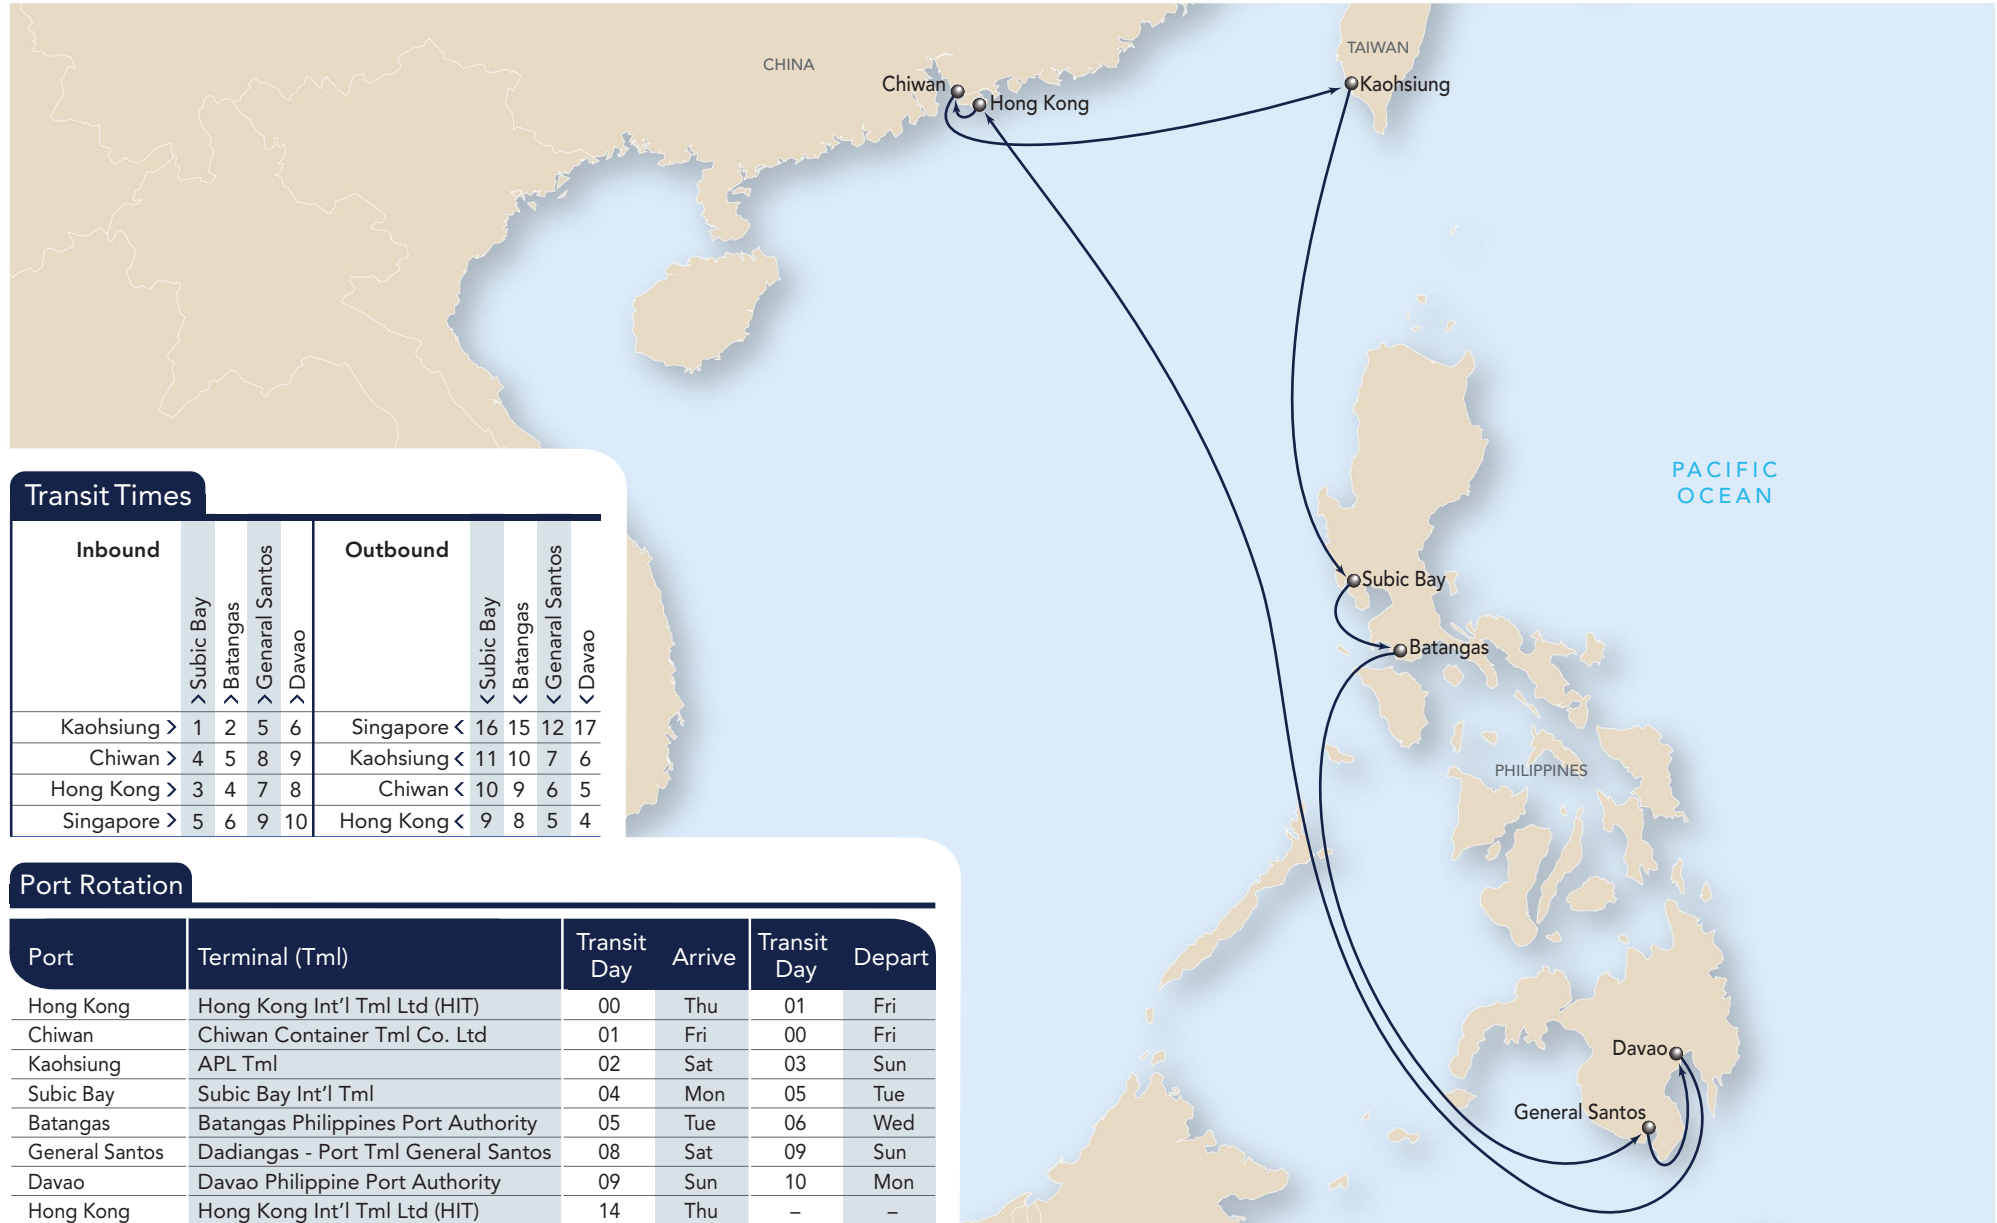 CHINA
TAIWAN
Chiwan
Hong Kong
Kaohsiung
PACIFIC
OCEAN
Subic Bay
Batangas
PHILIPPINES
Davao
General Santos
Transit Times
Inbound > Subic Bay > Batangas > Genaral Santos > Davao Outbound < Subic Bay < Batangas < Genaral Santos < Davao
Kaohsiung > 1 2 5 6 Singapore < 16 15 12 17
Chiwan > 4 5 8 9 Kaohsiung < 11 10 7 6
Hong Kong > 3 4 7 8 Chiwan < 10 9 6 5
Singapore > 5 6 9 10 Hong Kong < 9 8 5 4
Port Rotation
Port Terminal (Tml) Transit Day Arrive Transit Day Depart
Hong Kong Hong Kong Int'l Tml Ltd (HIT) 00 Thu 01 Fri
Chiwan Chiwan Container Tml Co. Ltd 01 Fri 00 Fri
Kaohsiung APL Tml 02 Sat 03 Sun
Subic Bay Subic Bay Int'l Tml 04 Mon 05 Tue
Batangas Batangas Philippines Port Authority 05 Tue 06 Wed
General Santos Dadiangas - Port Tml General Santos 08 Sat 09 Sun
Davao Davao Philippine Port Authority 09 Sun 10 Mon
Hong Kong Hong Kong Int'l Tml Ltd (HIT) 14 Thu – –